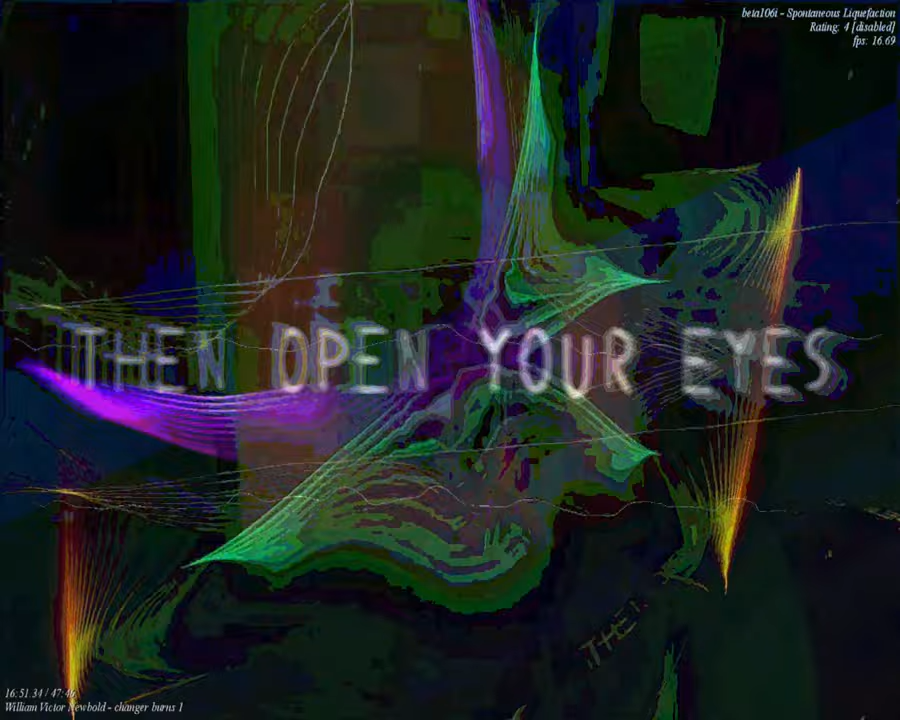 beta106i - Spontaneous Liquefaction
Rating: 4 [disabled]
fps: 16.69
THEN OPEN YOUR EYES
THE
16:51.34 / 47:46
William Victor Newbold - changer burns 1